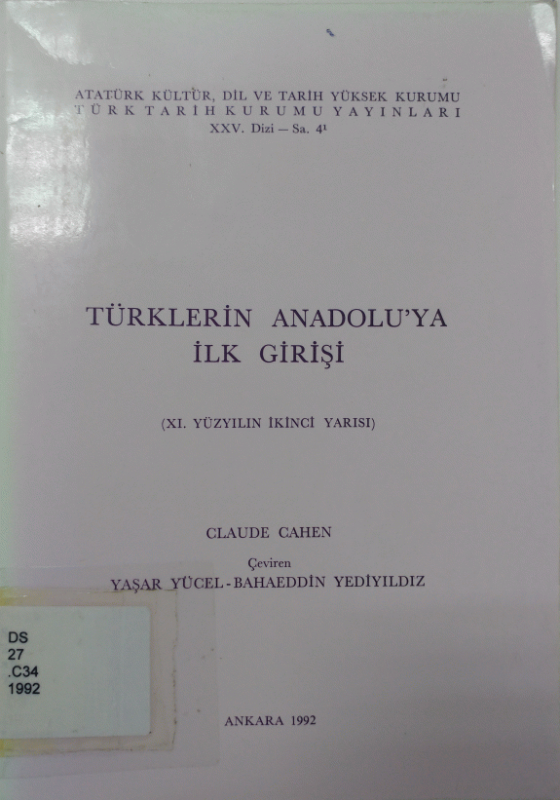 ATATÜRK KÜLTÜR, DİL VE TARİH YÜKSEK KURUMU
TÜRK TARİH KURUMU YAYINLARI
XXV. Dizi — Sa. 4¹
TÜRKLERİN ANADOLU'YA
İLK GİRİŞİ
(XI. YÜZYILIN İKİNCİ YARISI)
CLAUDE CAHEN
Çeviren
YAŞAR YÜCEL-BAHAEDDİN YEDİYILDIZ
DS
27
.C34
1992
ANKARA 1992